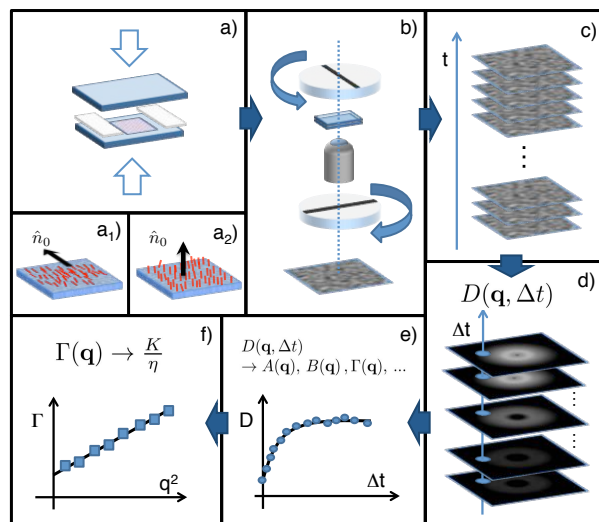 a)
b)
c)
t
a₁)
n̂₀
a₂)
n̂₀
d)
D(q, Δt)
Δt
e)
D(q, Δt)
→ A(q), B(q), Γ(q), ...
D
Δt
f)
Γ(q) → K/η
Γ
q²